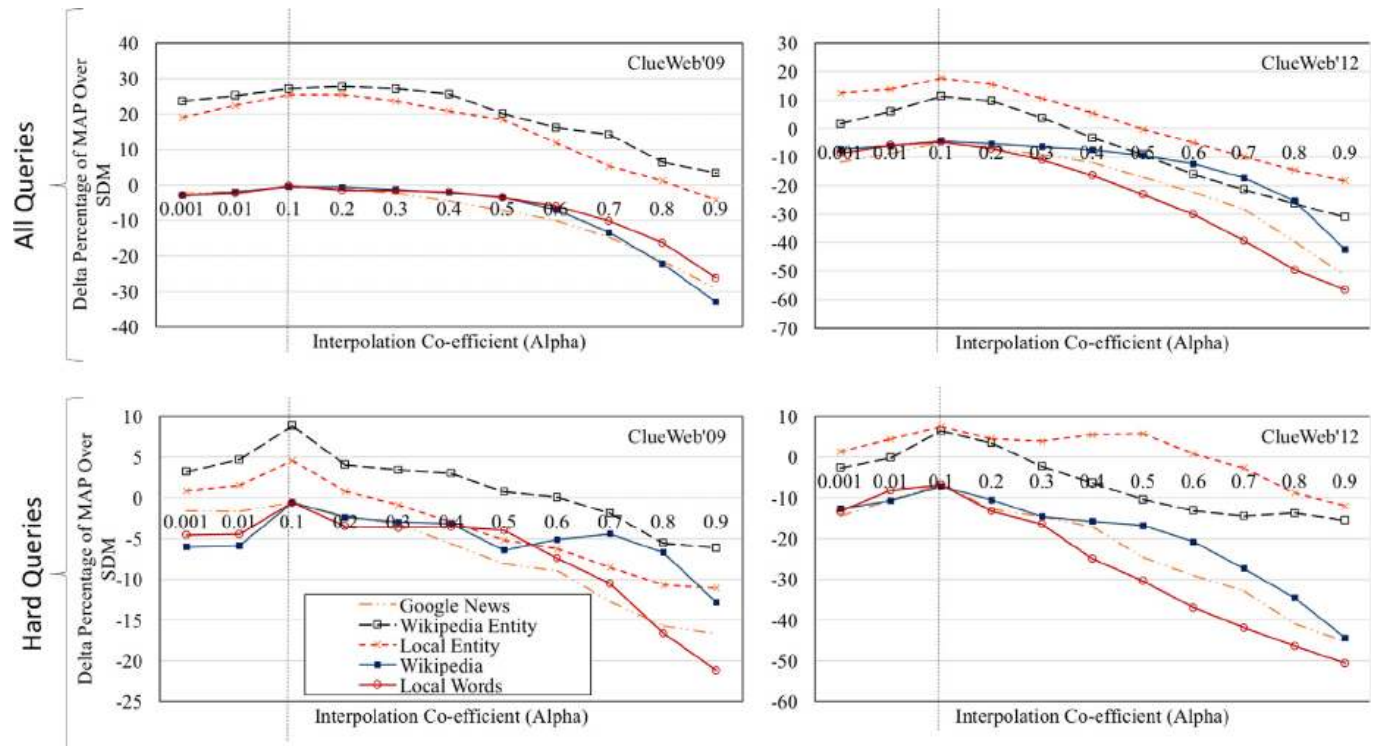 All Queries
Delta Percentage of MAP Over
SDM
40
30
20
10
0
-10
-20
-30
-40
ClueWeb'09
0.001 0.01 0.1 0.2 0.3 0.4 0.5 0.6 0.7 0.8 0.9
Interpolation Co-efficient (Alpha)
30
20
10
0
-10
-20
-30
-40
-50
-60
-70
ClueWeb'12
0.001 0.01 0.1 0.2 0.3 0.4 0.5 0.6 0.7 0.8 0.9
Interpolation Co-efficient (Alpha)
Hard Queries
Delta Percentage of MAP Over
SDM
10
5
0
-5
-10
-15
-20
-25
ClueWeb'09
0.001 0.01 0.1 0.2 0.3 0.4 0.5 0.6 0.7 0.8 0.9
Google News
Wikipedia Entity
Local Entity
Wikipedia
Local Words
Interpolation Co-efficient (Alpha)
10
0
-10
-20
-30
-40
-50
-60
ClueWeb'12
0.001 0.01 0.1 0.2 0.3 0.4 0.5 0.6 0.7 0.8 0.9
Interpolation Co-efficient (Alpha)